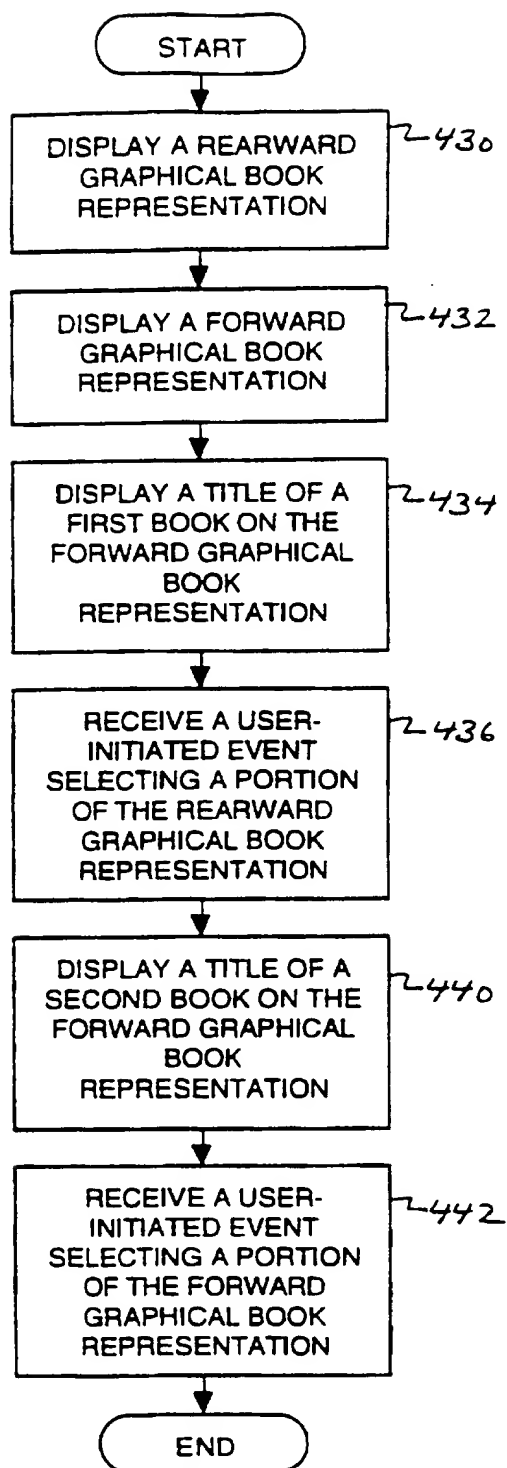 START
DISPLAY A REARWARD
GRAPHICAL BOOK
REPRESENTATION
430
DISPLAY A FORWARD
GRAPHICAL BOOK
REPRESENTATION
432
DISPLAY A TITLE OF A
FIRST BOOK ON THE
FORWARD GRAPHICAL
BOOK
REPRESENTATION
434
RECEIVE A USER-
INITIATED EVENT
SELECTING A PORTION
OF THE REARWARD
GRAPHICAL BOOK
REPRESENTATION
436
DISPLAY A TITLE OF A
SECOND BOOK ON THE
FORWARD GRAPHICAL
BOOK
REPRESENTATION
440
RECEIVE A USER-
INITIATED EVENT
SELECTING A PORTION
OF THE FORWARD
GRAPHICAL BOOK
REPRESENTATION
442
END